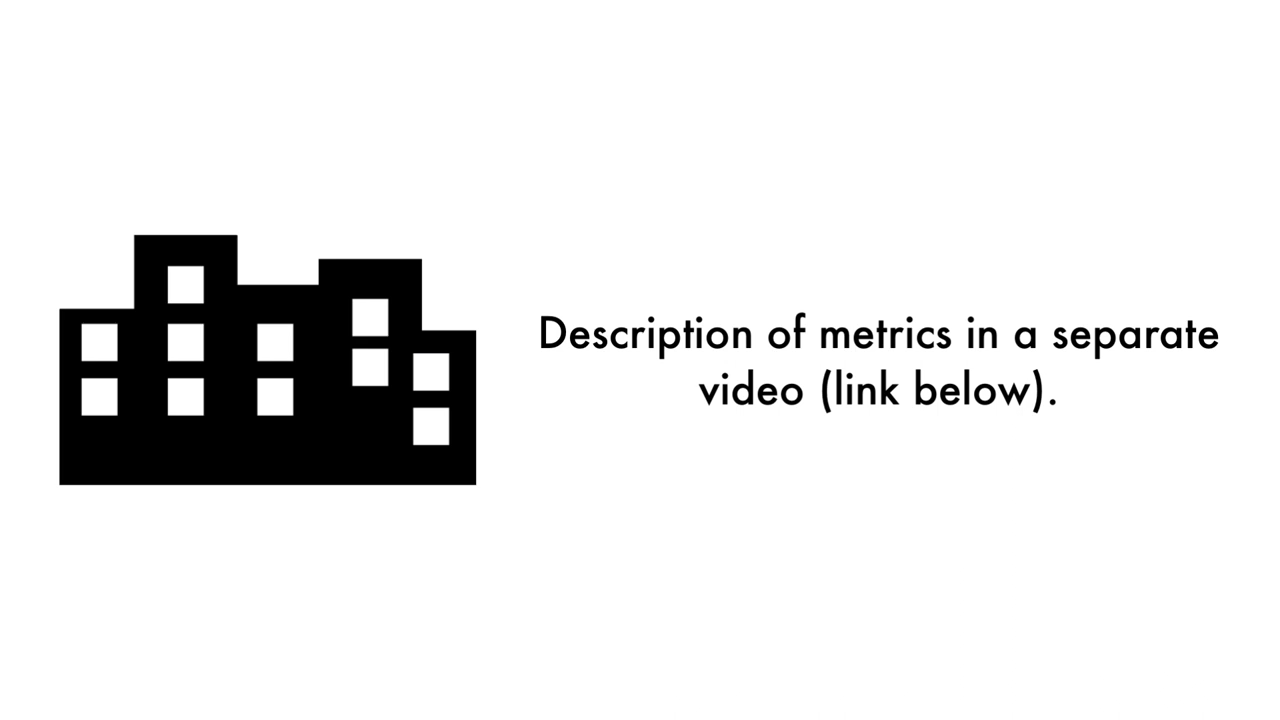 Description of metrics in a separate
video (link below).